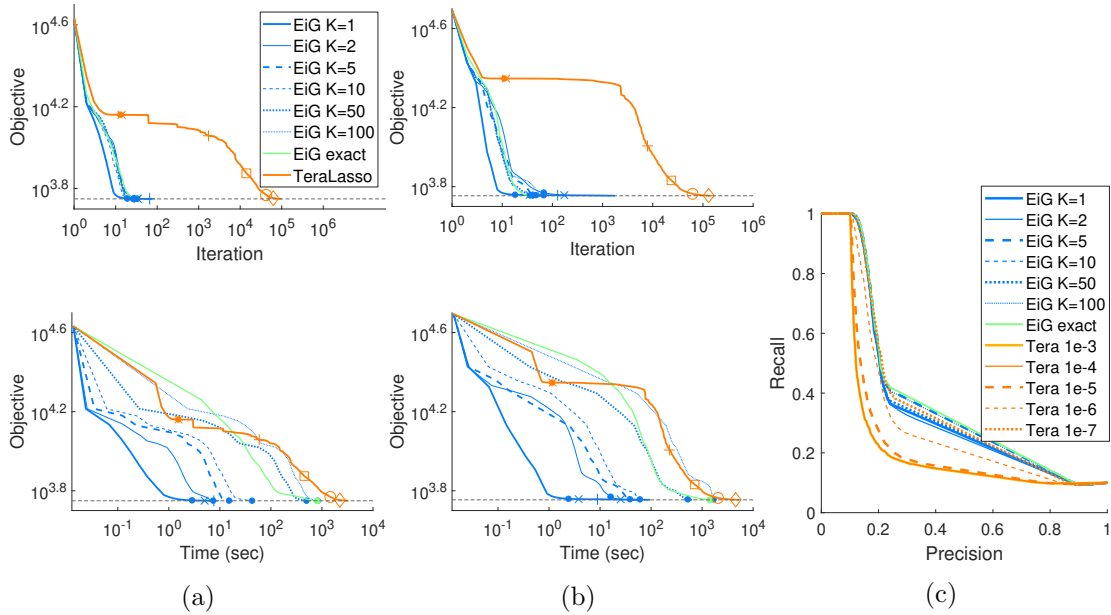 10^4.6
10^4.2
10^3.8
Objective
10^0 10^1 10^2 10^3 10^4 10^5 10^6
Iteration
EiG K=1
EiG K=2
EiG K=5
EiG K=10
EiG K=50
EiG K=100
EiG exact
TeraLasso
10^4.6
10^4.2
10^3.8
Objective
10^0 10^1 10^2 10^3 10^4 10^5 10^6
Iteration
10^4.6
10^4.2
10^3.8
Objective
10^-1 10^0 10^1 10^2 10^3 10^4
Time (sec)
(a)
10^4.6
10^4.2
10^3.8
Objective
10^-1 10^0 10^1 10^2 10^3 10^4
Time (sec)
(b)
1
0.8
0.6
0.4
0.2
0
Recall
0 0.2 0.4 0.6 0.8 1
Precision
EiG K=1
EiG K=2
EiG K=5
EiG K=10
EiG K=50
EiG K=100
EiG exact
Tera 1e-3
Tera 1e-4
Tera 1e-5
Tera 1e-6
Tera 1e-7
(c)